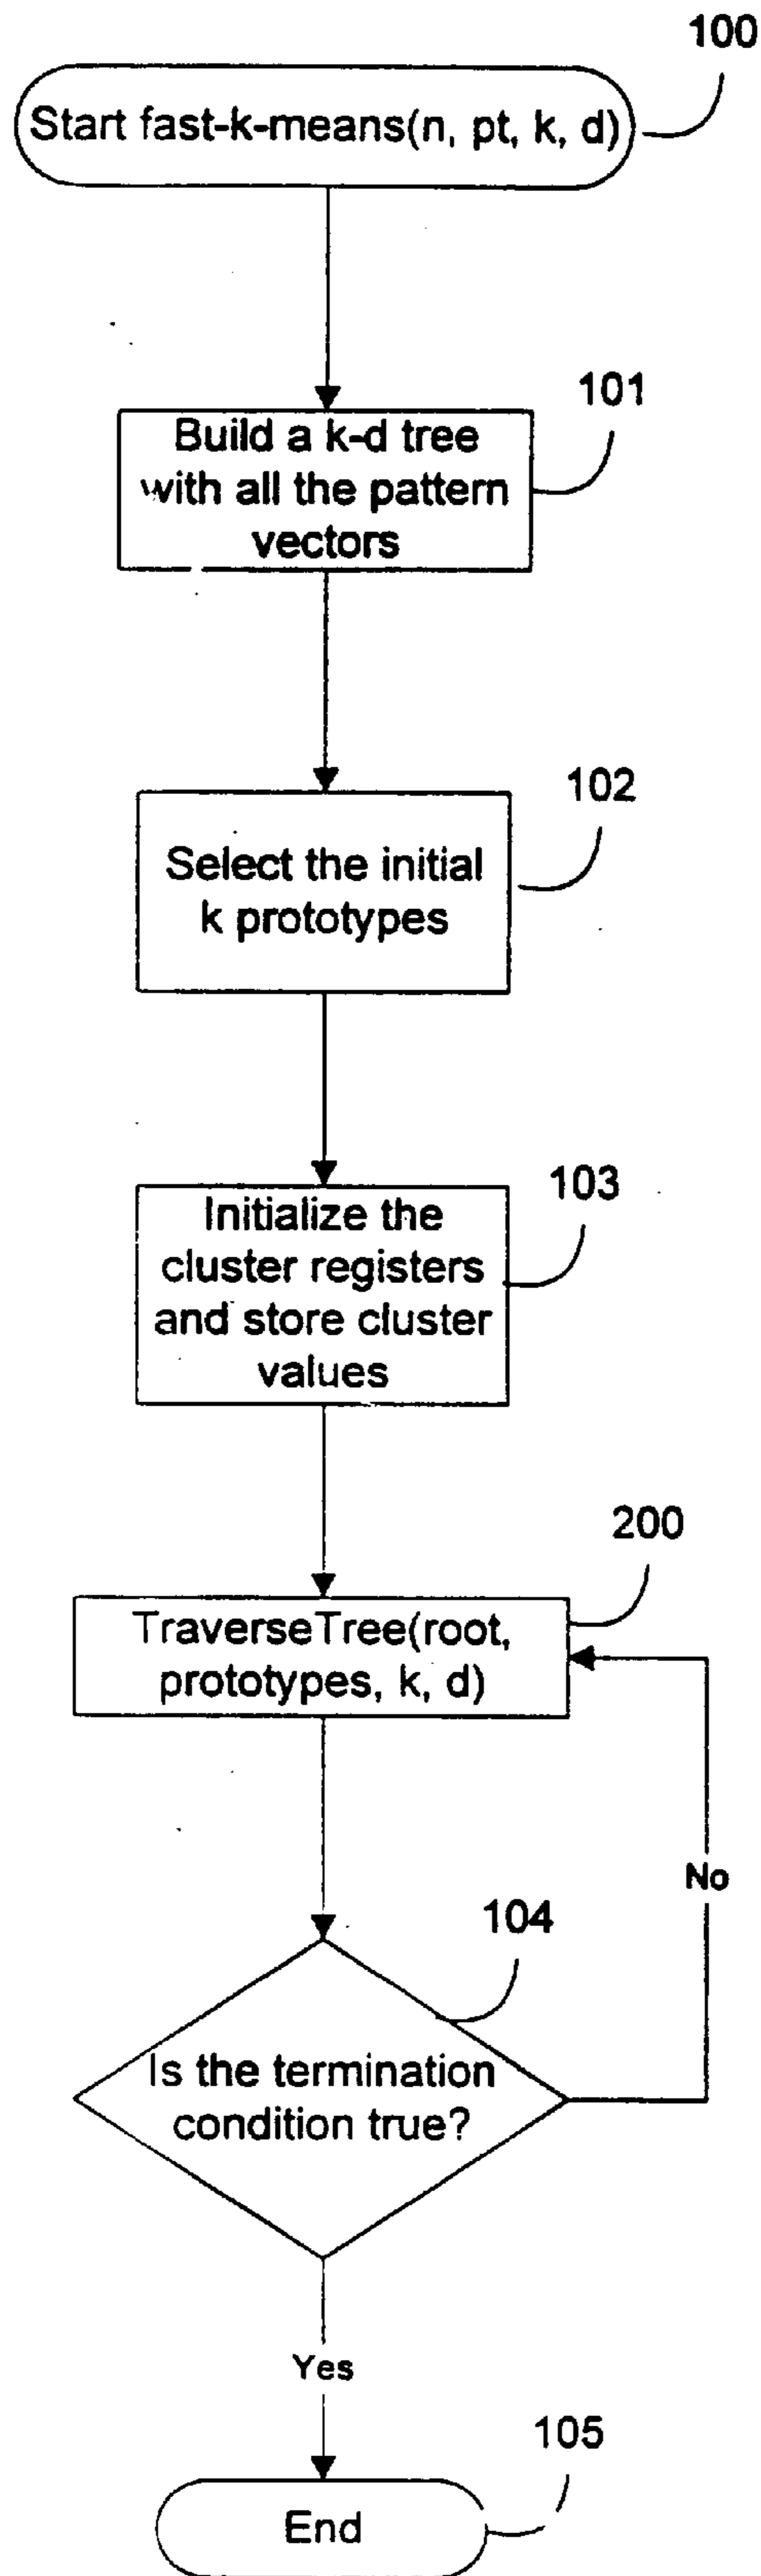 100
Start fast-k-means(n, pt, k, d)
101
Build a k-d tree
with all the pattern
vectors
102
Select the initial
k prototypes
103
Initialize the
cluster registers
and store cluster
values
200
TraverseTree(root,
prototypes, k, d)
No
104
Is the termination
condition true?
Yes
105
End